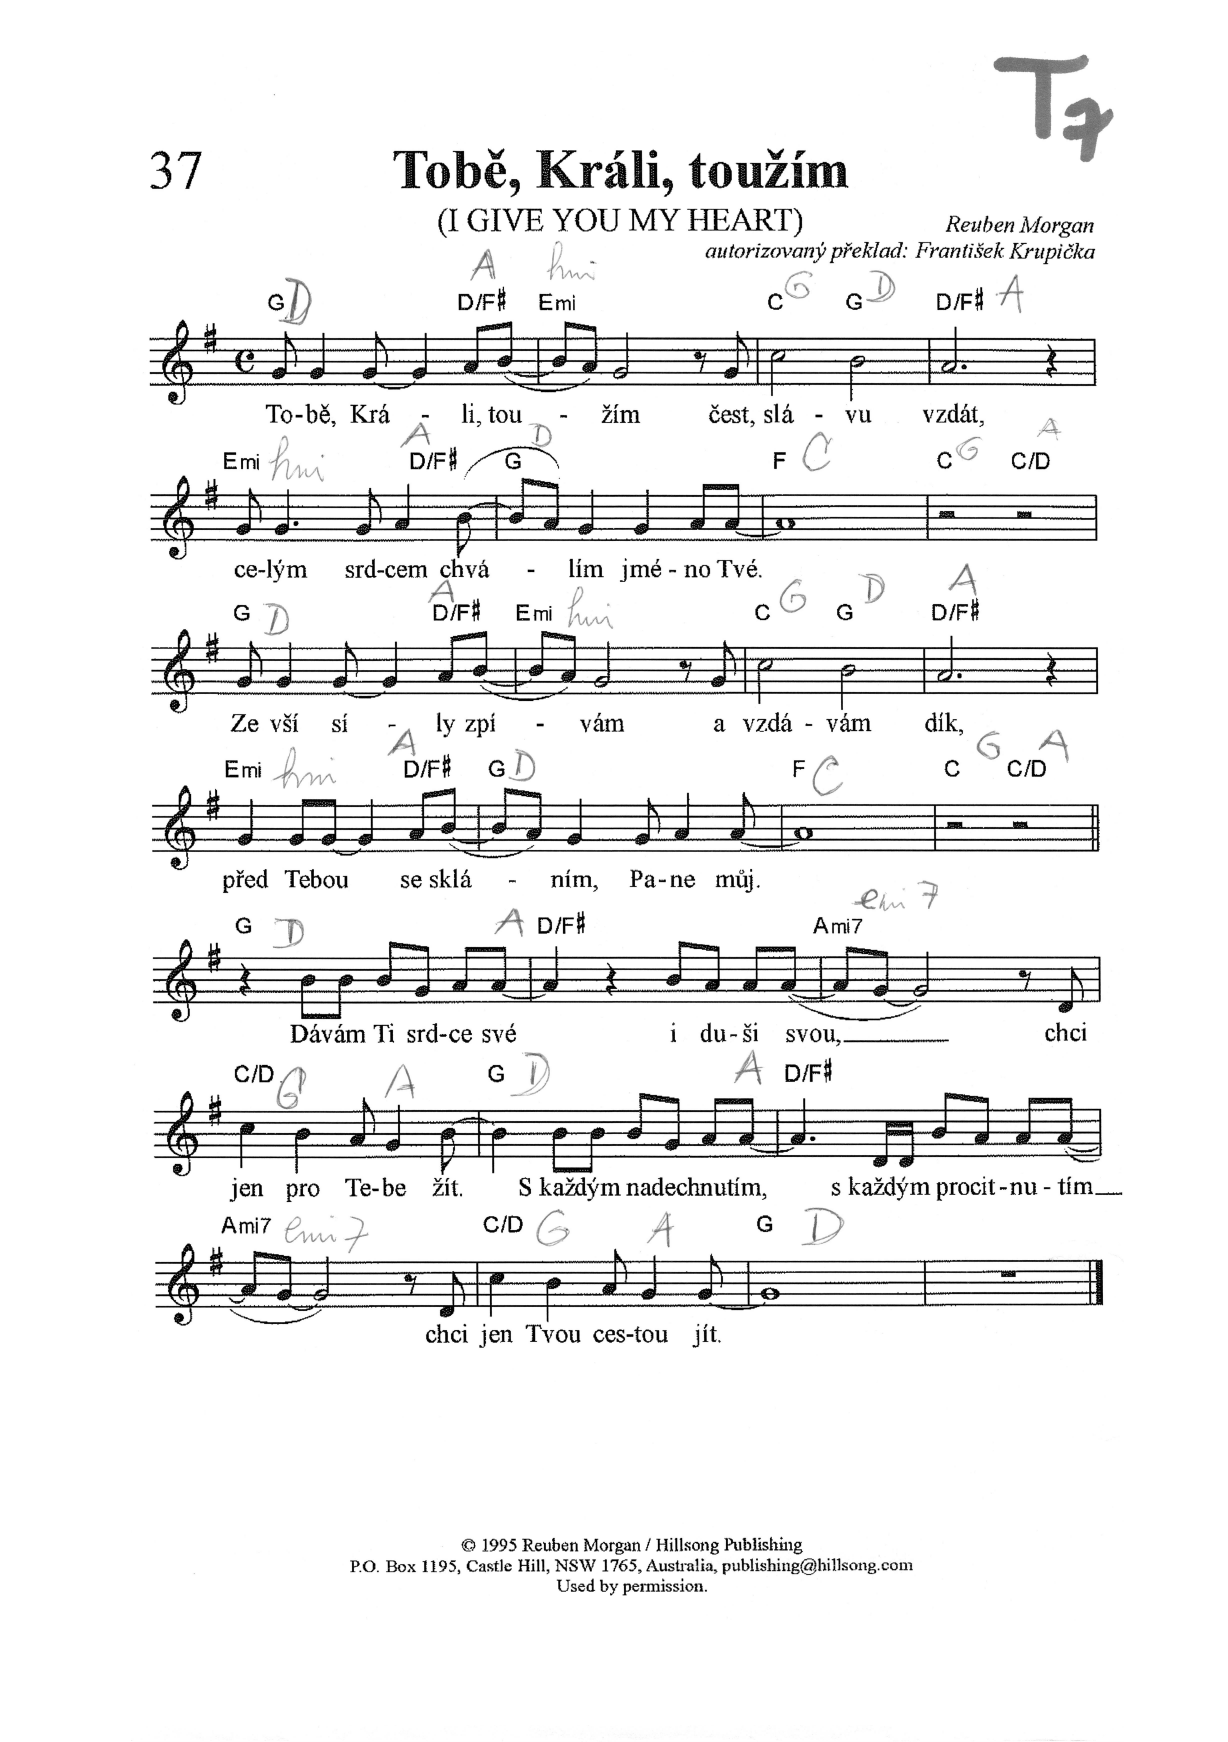 T7
37
Tobě, Králi, toužím
(I GIVE YOU MY HEART)
Reuben Morgan
autorizovaný překlad: František Krupička
A hmi
G D D/F# Emi C G G D D/F# A
To-bě, Krá - li, tou - žím čest, slá - vu vzdát,
A D A
Emi hmi D/F# G F C C G C/D
ce-lým srd-cem chvá - lím jmé - no Tvé.
G D A D/F# Emi hmi C G G D A D/F#
Ze vší sí - ly zpí - vám a vzdá - vám dík,
Emi hmi A D/F# G D F C C G C/D A
před Tebou se sklá - ním, Pa-ne můj.
G D A D/F# Ami7 emi7
Dávám Ti srd-ce své i du-ši svou, chci
C/D G A G D A D/F#
jen pro Te-be žít. S každým nadechnutím, s každým procit-nu-tím
Ami7 emi7 C/D G A G D
chci jen Tvou ces-tou jít.
© 1995 Reuben Morgan / Hillsong Publishing
P.O. Box 1195, Castle Hill, NSW 1765, Australia, publishing@hillsong.com
Used by permission.